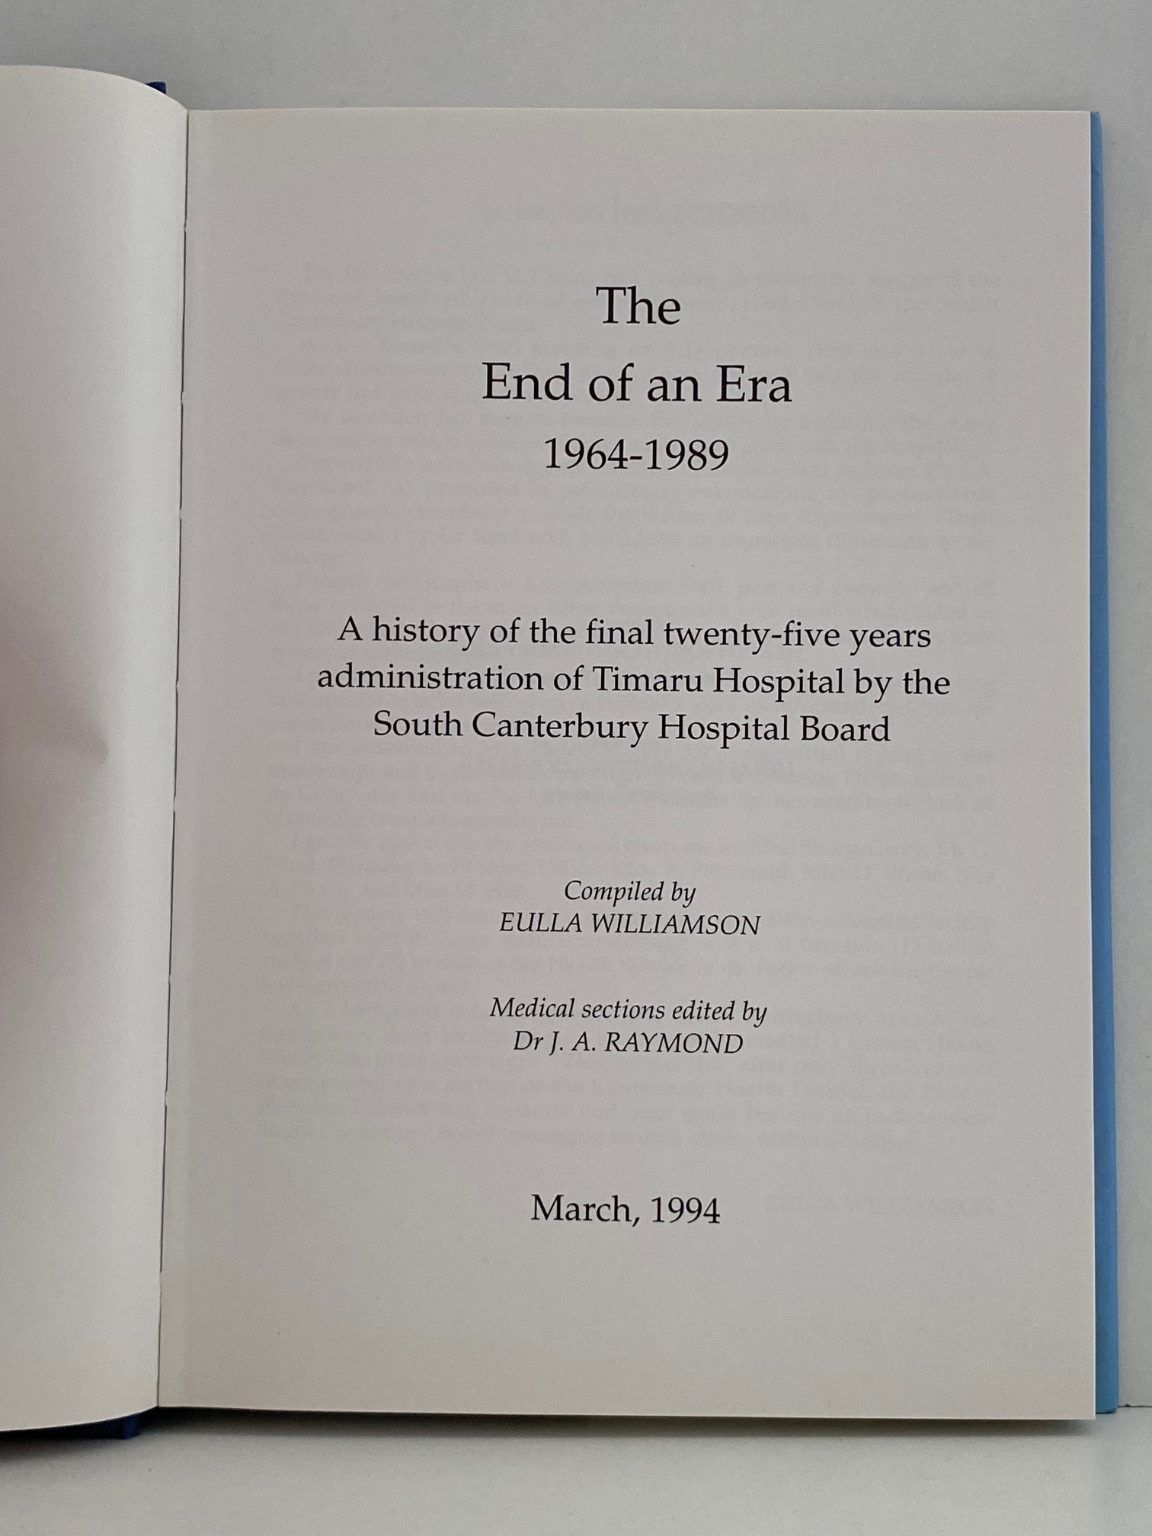 The
End of an Era
1964-1989
A history of the final twenty-five years
administration of Timaru Hospital by the
South Canterbury Hospital Board
Compiled by
EULLA WILLIAMSON
Medical sections edited by
Dr J. A. RAYMOND
March, 1994